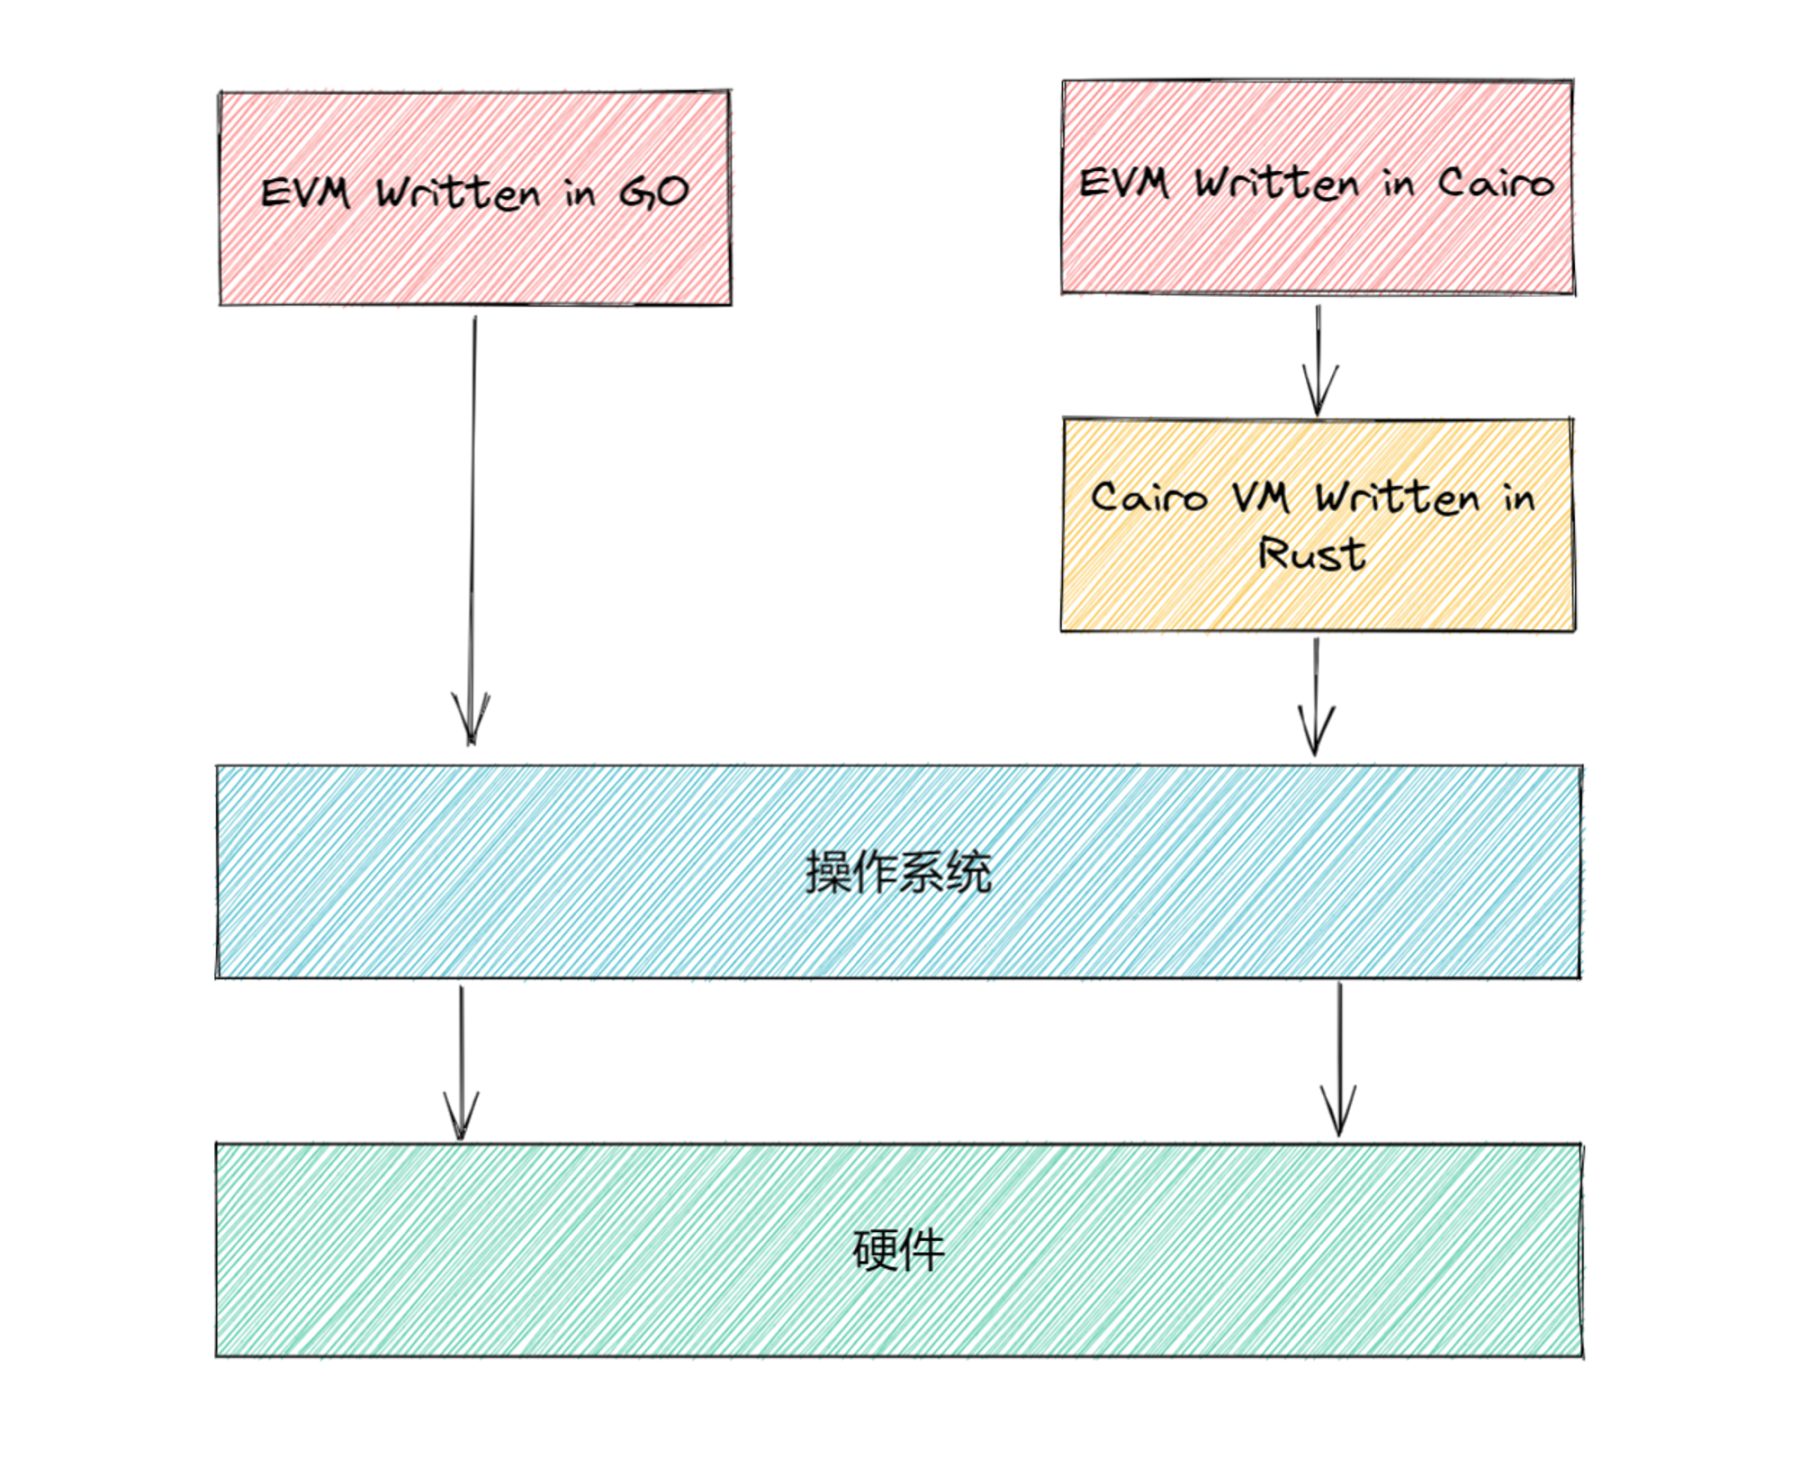 EVM Written in GO
EVM Written in Cairo
Cairo VM Written in
Rust
操作系统
硬件